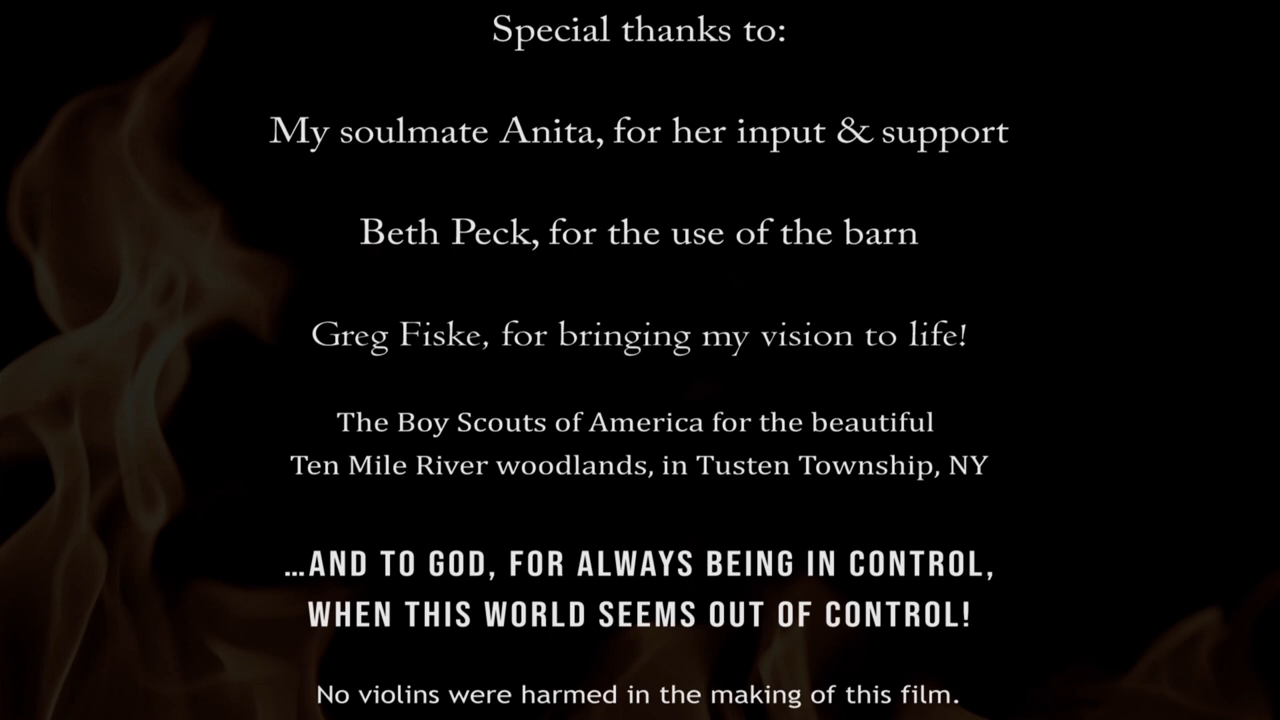 Special thanks to:
My soulmate Anita, for her input & support
Beth Peck, for the use of the barn
Greg Fiske, for bringing my vision to life!
The Boy Scouts of America for the beautiful
Ten Mile River woodlands, in Tusten Township, NY
…AND TO GOD, FOR ALWAYS BEING IN CONTROL,
WHEN THIS WORLD SEEMS OUT OF CONTROL!
No violins were harmed in the making of this film.